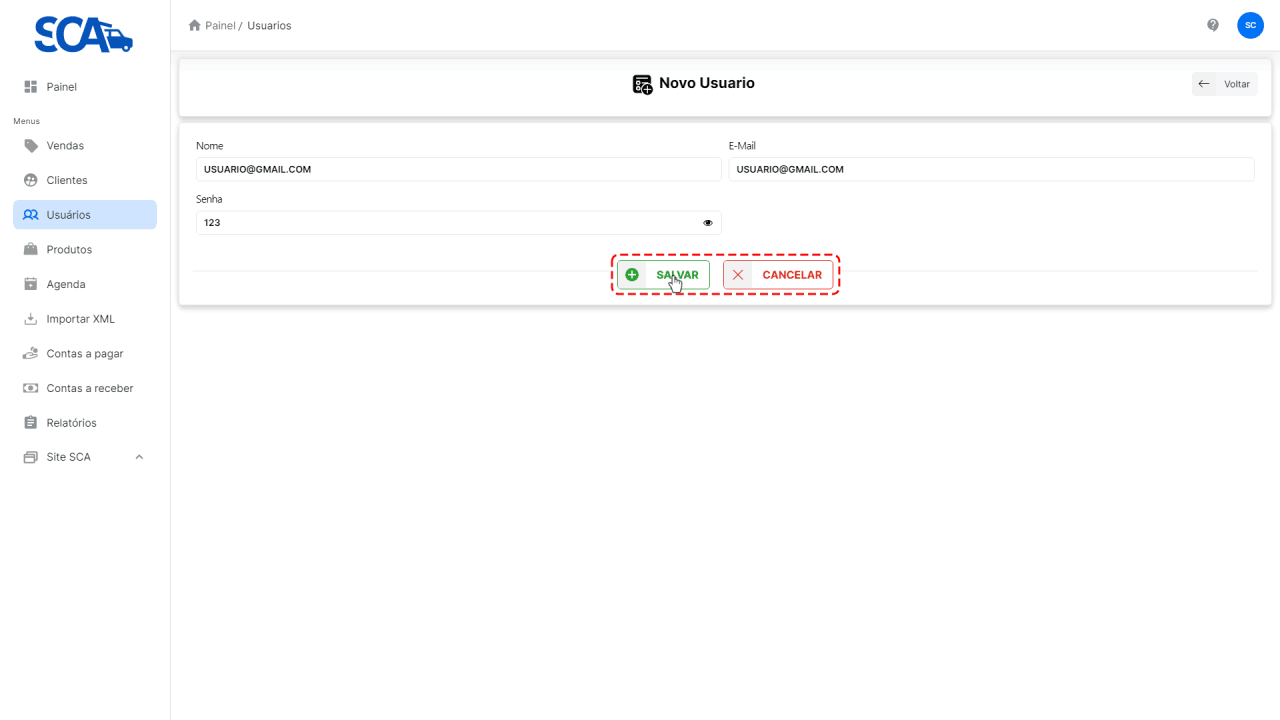 SCA
Painel / Usuarios
SC
Painel
Menus
Vendas
Clientes
Usuários
Produtos
Agenda
Importar XML
Contas a pagar
Contas a receber
Relatórios
Site SCA
Novo Usuario
Voltar
Nome
E-Mail
USUARIO@GMAIL.COM
USUARIO@GMAIL.COM
Senha
123
SALVAR
CANCELAR